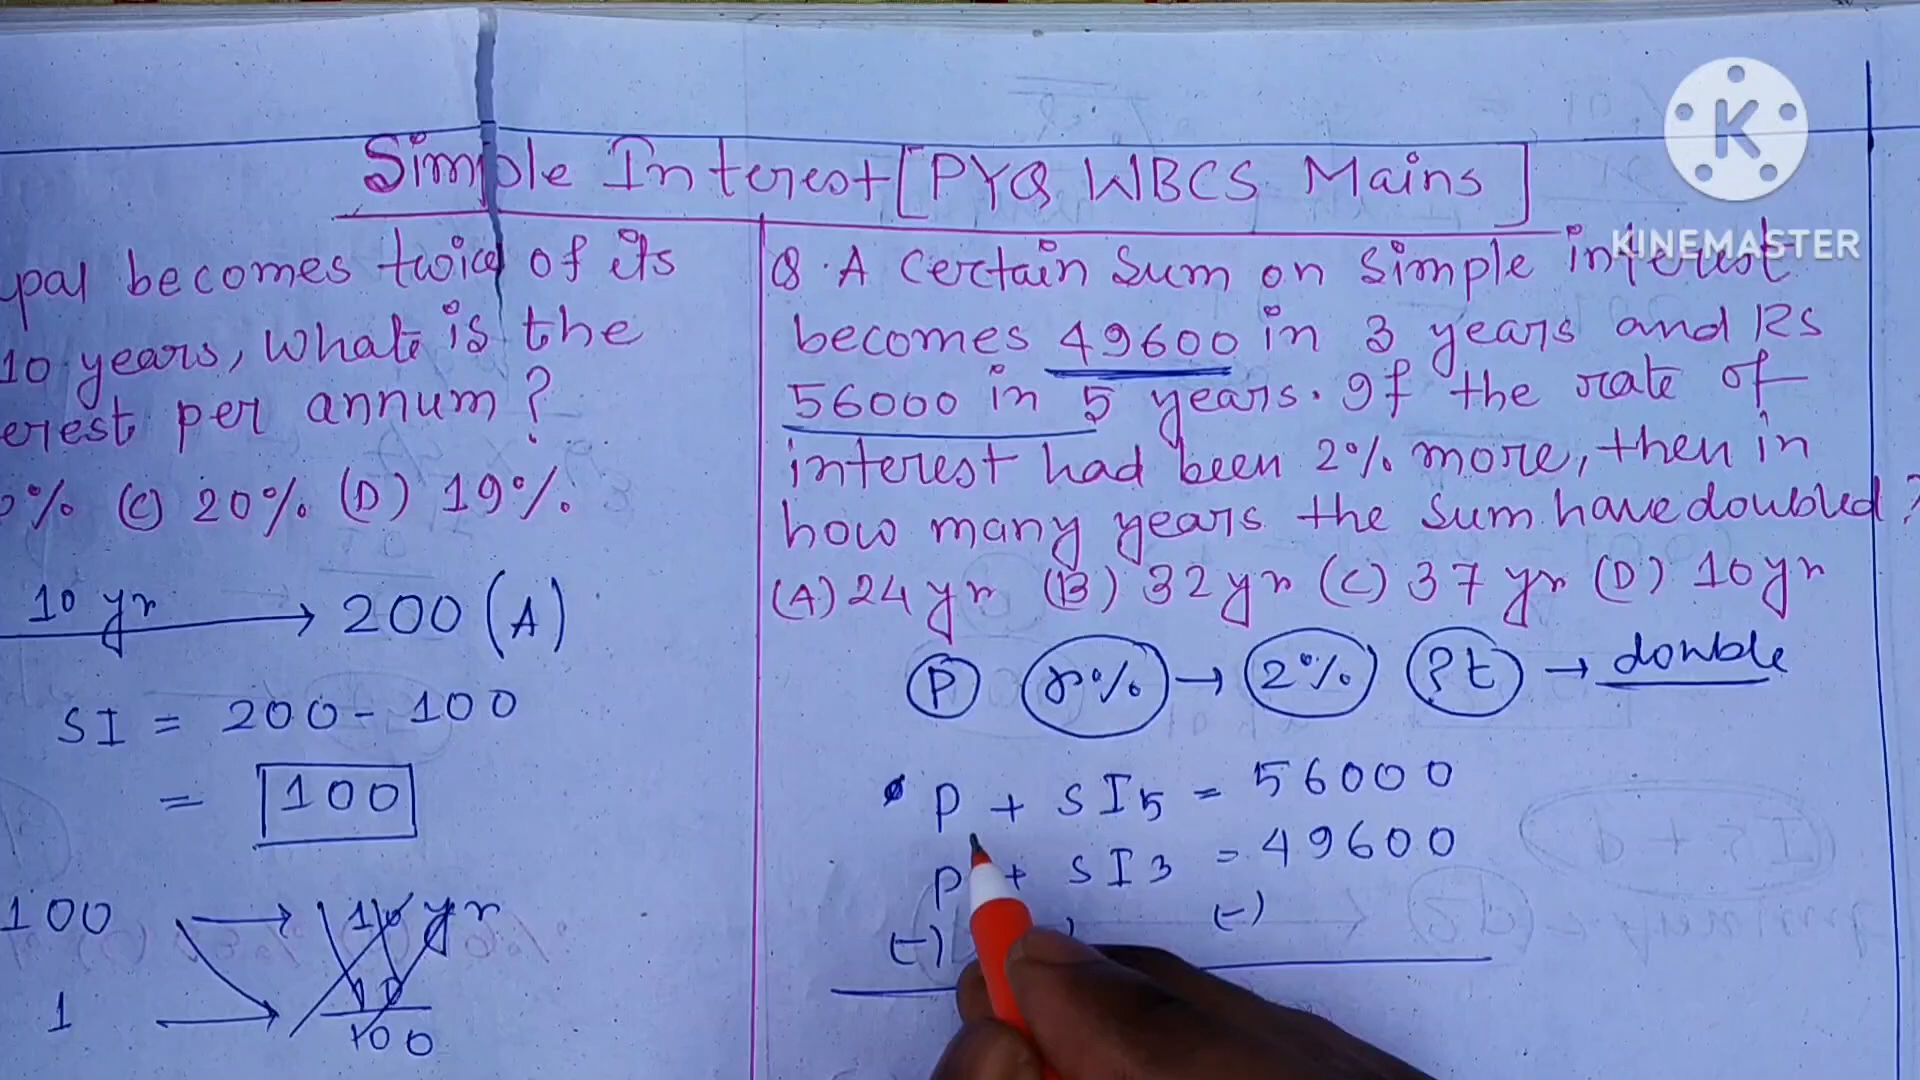 Simple Interest [PYQ WBCS Mains]
K
KINEMASTER
pal becomes twice of its
10 years, What is the
erest per annum?
% (C) 20% (D) 19%.
10 yr → 200 (A)
SI = 200 - 100
= 100
100 → 10 yr
1 → 10
100
Q. A Certain Sum on Simple interest
becomes 49600 in 3 years and Rs
56000 in 5 years. If the rate of
interest had been 2% more, then in
how many years the Sum have doubled?
(A) 24 yr (B) 32 yr (C) 37 yr (D) 10 yr
P r% → 2% ?t → double
P + SI5 = 56000
P + SI3 = 49600
(-) (-)